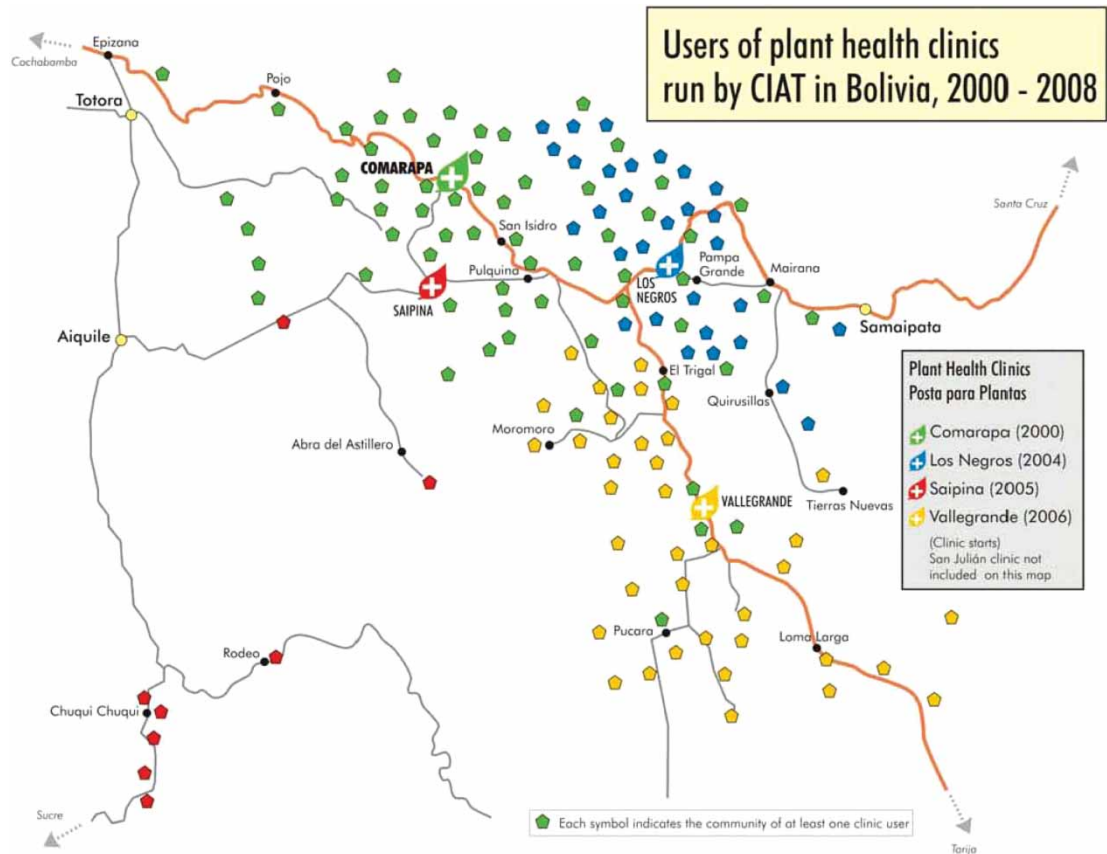 Users of plant health clinics
run by CIAT in Bolivia, 2000 - 2008
Epizana
Cochabamba
Pojo
Totora
COMARAPA
Santa Cruz
San Isidro
Pulquina
LOS
NEGROS
Pampa
Grande
Mairana
SAIPINA
Samaipata
Aiquile
El Trigal
Quirusillas
Plant Health Clinics
Posta para Plantas
Comarapa (2000)
Los Negros (2004)
Saipina (2005)
Vallegrande (2006)
(Clinic starts)
San Julián clinic not
included on this map
Moromoro
Abra del Astillero
VALLEGRANDE
Tierras Nuevas
Pucara
Loma Larga
Rodeo
Chuqui Chuqui
Sucre
Each symbol indicates the community of at least one clinic user
Tarija